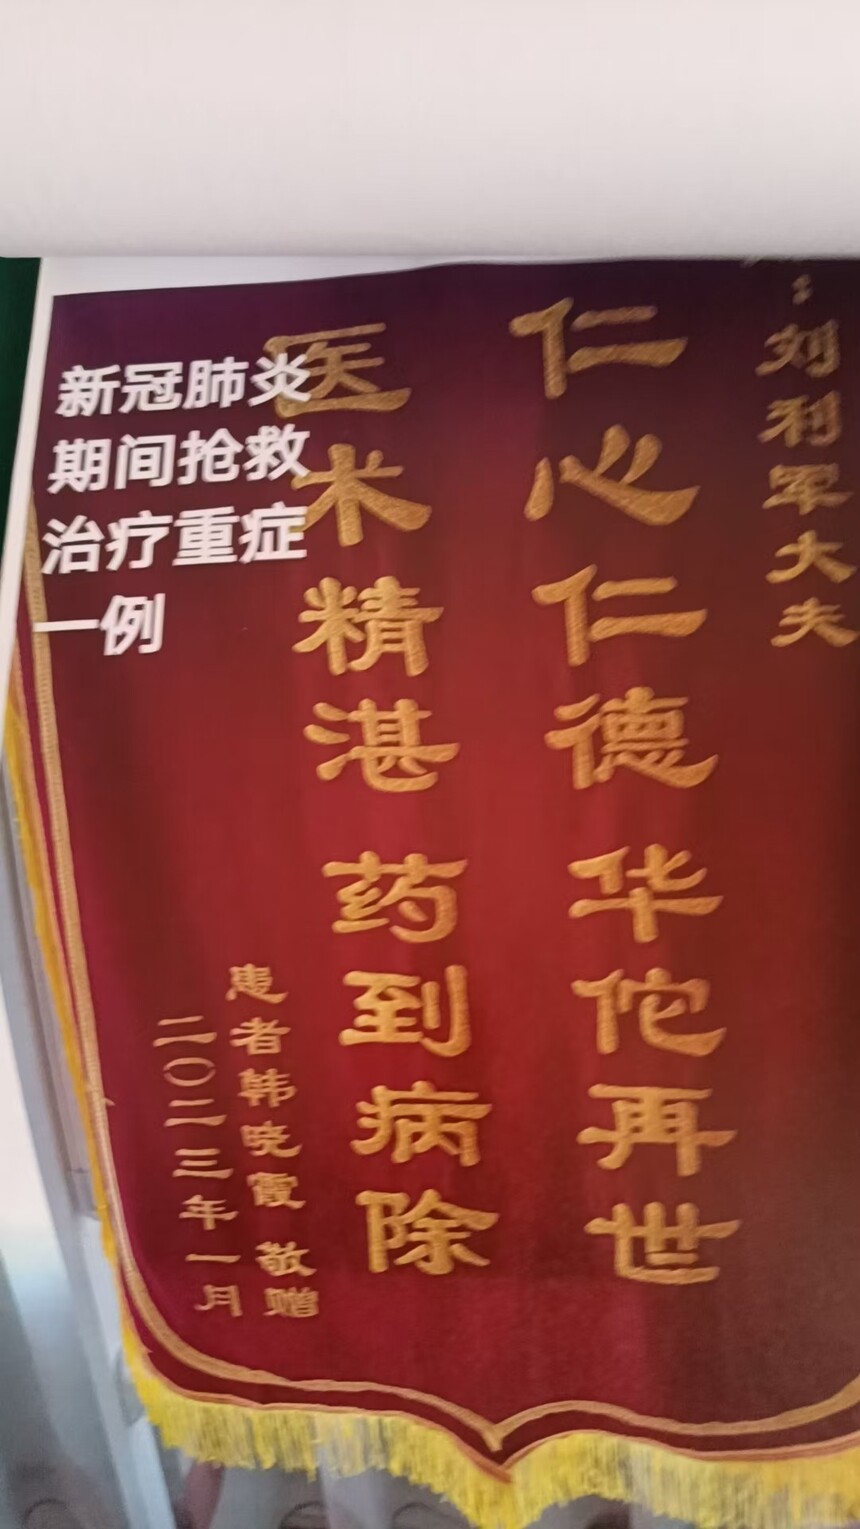 新冠肺炎
期间抢救
治疗重症
一例
：刘利军大夫
仁心仁德 华佗再世
医术精湛 药到病除
患者韩晓霞 敬赠
二〇二三年一月